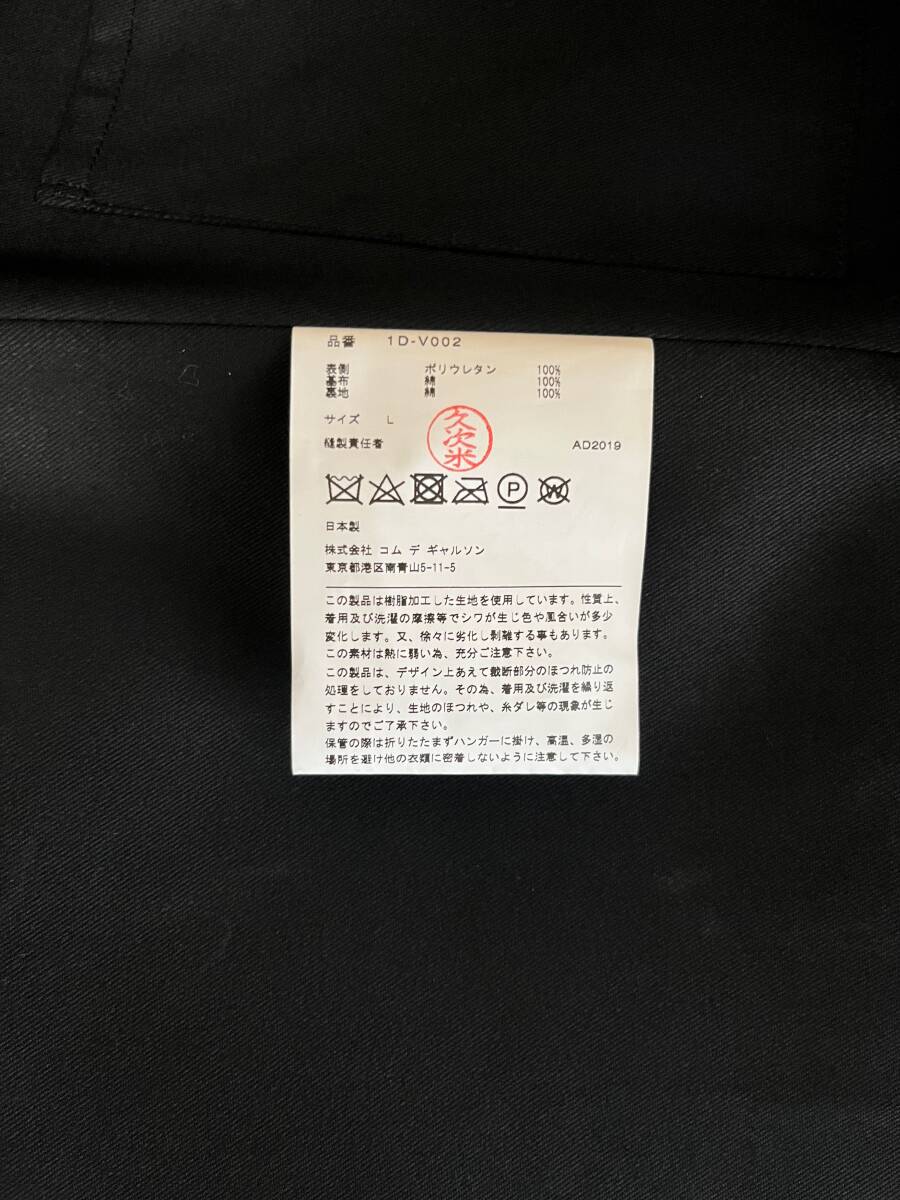 品番 1D-V002
表側 ポリウレタン 100%
基布 綿 100%
裏地 綿 100%
サイズ L
縫製責任者 久次米 AD2019
P W
日本製
株式会社 コム デ ギャルソン
東京都港区南青山5-11-5
この製品は樹脂加工した生地を使用しています。性質上、
着用及び洗濯の摩擦等でシワが生じ色や風合いが多少
変化します。又、徐々に劣化し剥離する事もあります。
この素材は熱に弱い為、充分ご注意下さい。
この製品は、デザイン上あえて裁断部分のほつれ防止の
処理をしておりません。その為、着用及び洗濯を繰り返
すことにより、生地のほつれや、糸ダレ等の現象が生じ
ますのでご了承下さい。
保管の際は折りたたまずハンガーに掛け、高温、多湿の
場所を避け他の衣類に密着しないように注意して下さい。